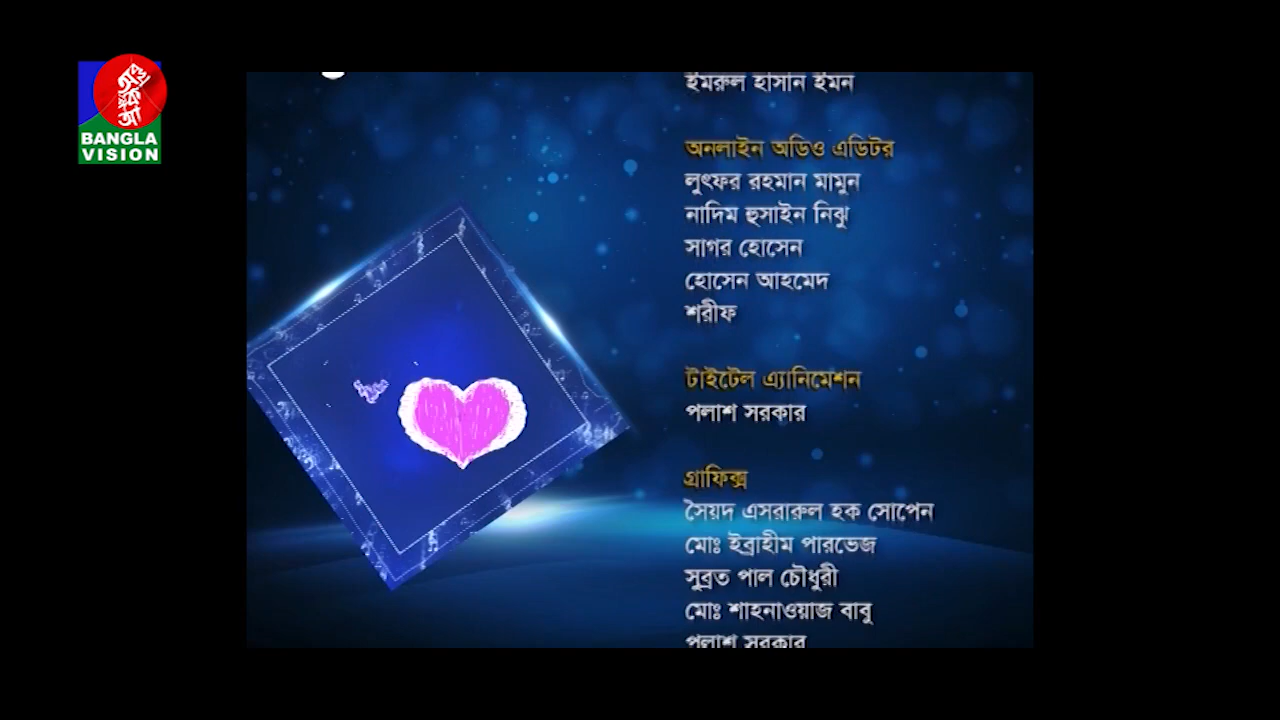 BANGLA
VISION
ইমরুল হাসান ইমন
অনলাইন অডিও এডিটর
লুৎফর রহমান মামুন
নাদিম হুসাইন নিঝু
সাগর হোসেন
হোসেন আহমেদ
শরীফ
টাইটেল এ্যানিমেশন
পলাশ সরকার
গ্রাফিক্স
সৈয়দ এসরারুল হক সোপেন
মোঃ ইব্রাহীম পারভেজ
সুব্রত পাল চৌধুরী
মোঃ শাহনাওয়াজ বাবু
পলাশ সরকার